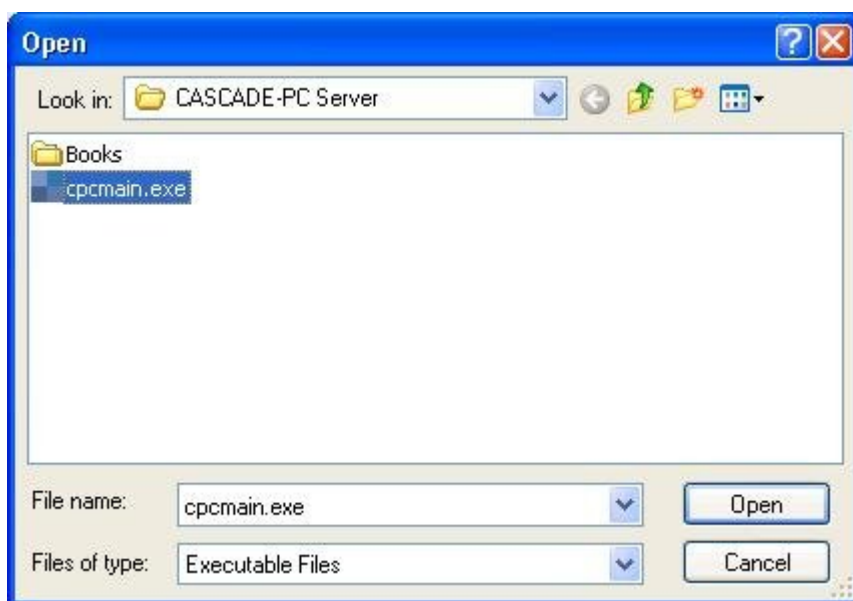 Open
Look in: CASCADE-PC Server
Books
cpcmain.exe
File name: cpcmain.exe Open
Files of type: Executable Files Cancel